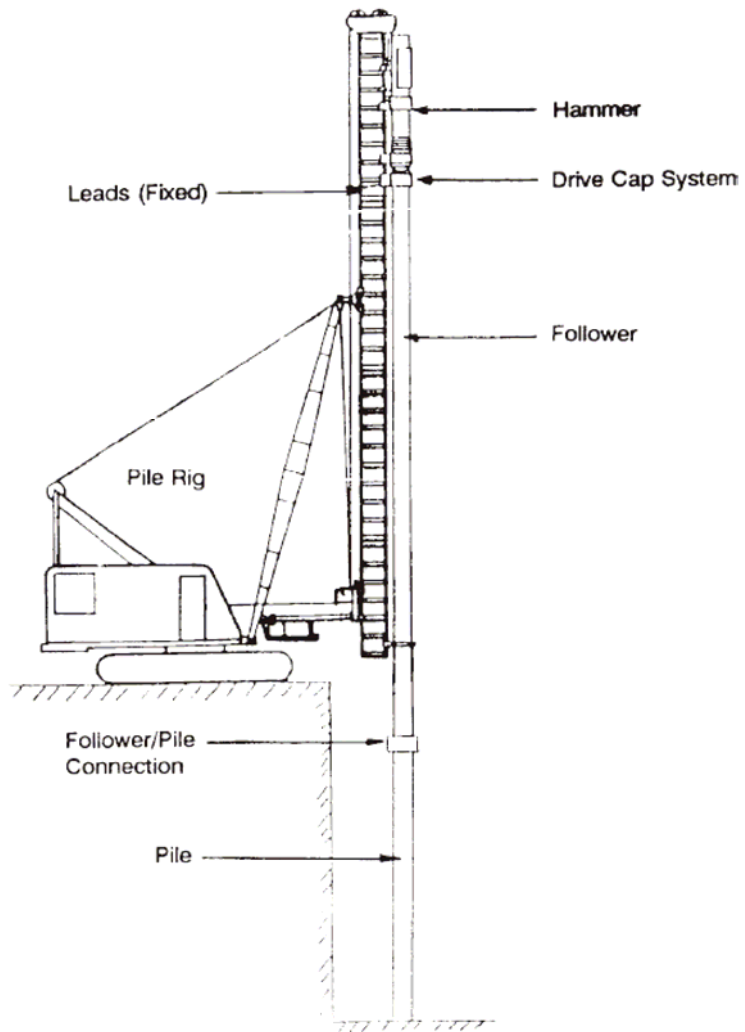 Hammer
Drive Cap System
Leads (Fixed)
Follower
Pile Rig
Follower/Pile
Connection
Pile